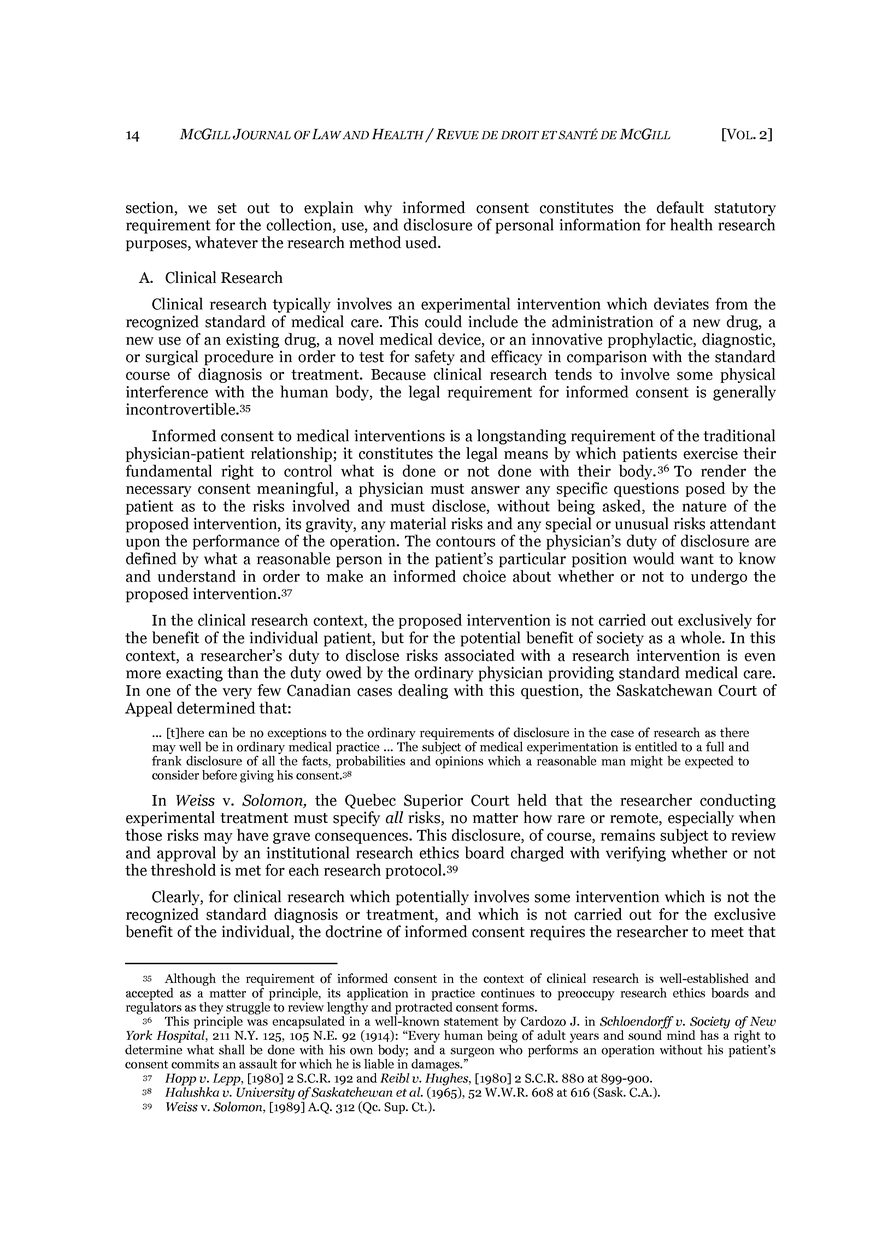 14 MCGILL JOURNAL OF LAW AND HEALTH / REVUE DE DROIT ET SANTÉ DE MCGILL [VOL. 2]
section, we set out to explain why informed consent constitutes the default statutory
requirement for the collection, use, and disclosure of personal information for health research
purposes, whatever the research method used.
A. Clinical Research
Clinical research typically involves an experimental intervention which deviates from the
recognized standard of medical care. This could include the administration of a new drug, a
new use of an existing drug, a novel medical device, or an innovative prophylactic, diagnostic,
or surgical procedure in order to test for safety and efficacy in comparison with the standard
course of diagnosis or treatment. Because clinical research tends to involve some physical
interference with the human body, the legal requirement for informed consent is generally
incontrovertible.35
Informed consent to medical interventions is a longstanding requirement of the traditional
physician-patient relationship; it constitutes the legal means by which patients exercise their
fundamental right to control what is done or not done with their body.36 To render the
necessary consent meaningful, a physician must answer any specific questions posed by the
patient as to the risks involved and must disclose, without being asked, the nature of the
proposed intervention, its gravity, any material risks and any special or unusual risks attendant
upon the performance of the operation. The contours of the physician's duty of disclosure are
defined by what a reasonable person in the patient's particular position would want to know
and understand in order to make an informed choice about whether or not to undergo the
proposed intervention.37
In the clinical research context, the proposed intervention is not carried out exclusively for
the benefit of the individual patient, but for the potential benefit of society as a whole. In this
context, a researcher's duty to disclose risks associated with a research intervention is even
more exacting than the duty owed by the ordinary physician providing standard medical care.
In one of the very few Canadian cases dealing with this question, the Saskatchewan Court of
Appeal determined that:
... [t]here can be no exceptions to the ordinary requirements of disclosure in the case of research as there
may well be in ordinary medical practice ... The subject of medical experimentation is entitled to a full and
frank disclosure of all the facts, probabilities and opinions which a reasonable man might be expected to
consider before giving his consent.38
In Weiss v. Solomon, the Quebec Superior Court held that the researcher conducting
experimental treatment must specify all risks, no matter how rare or remote, especially when
those risks may have grave consequences. This disclosure, of course, remains subject to review
and approval by an institutional research ethics board charged with verifying whether or not
the threshold is met for each research protocol.39
Clearly, for clinical research which potentially involves some intervention which is not the
recognized standard diagnosis or treatment, and which is not carried out for the exclusive
benefit of the individual, the doctrine of informed consent requires the researcher to meet that
35 Although the requirement of informed consent in the context of clinical research is well-established and
accepted as a matter of principle, its application in practice continues to preoccupy research ethics boards and
regulators as they struggle to review lengthy and protracted consent forms.
36 This principle was encapsulated in a well-known statement by Cardozo J. in Schloendorff v. Society of New
York Hospital, 211 N.Y. 125, 105 N.E. 92 (1914): “Every human being of adult years and sound mind has a right to
determine what shall be done with his own body; and a surgeon who performs an operation without his patient's
consent commits an assault for which he is liable in damages.”
37 Hopp v. Lepp, [1980] 2 S.C.R. 192 and Reibl v. Hughes, [1980] 2 S.C.R. 880 at 899-900.
38 Halushka v. University of Saskatchewan et al. (1965), 52 W.W.R. 608 at 616 (Sask. C.A.).
39 Weiss v. Solomon, [1989] A.Q. 312 (Qc. Sup. Ct.).